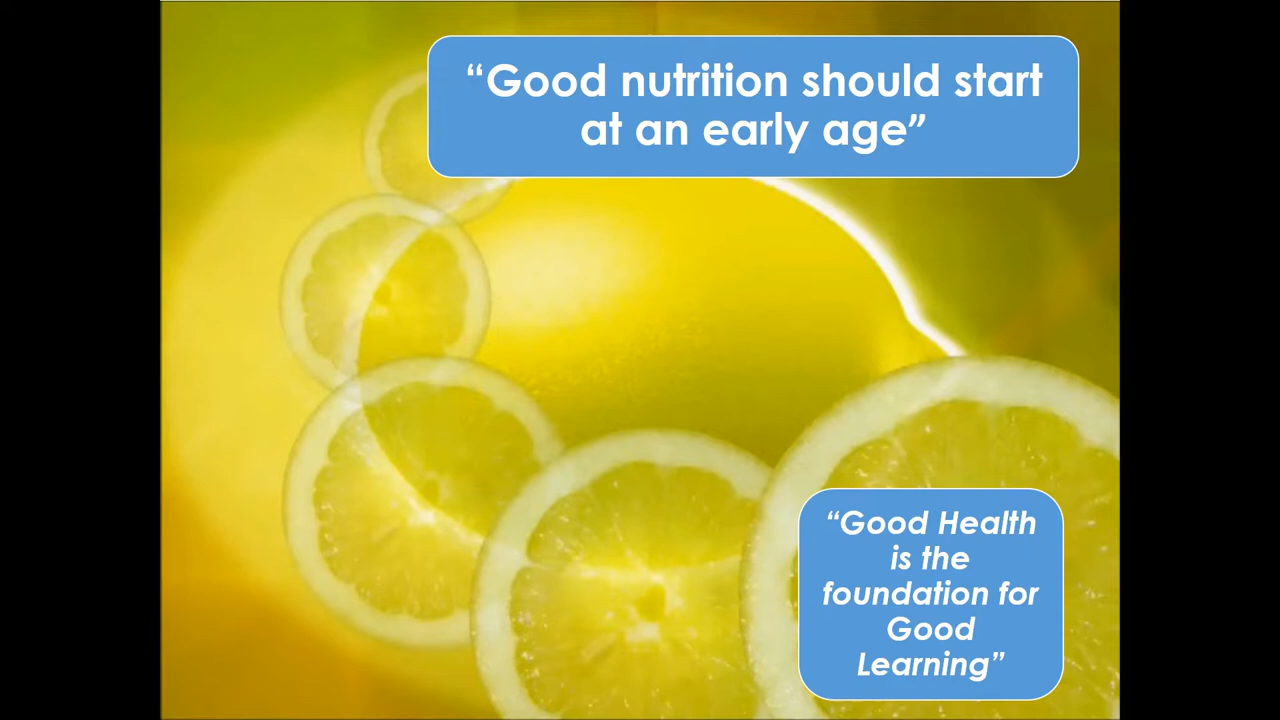 “Good nutrition should start
at an early age”
“Good Health
is the
foundation for
Good
Learning”